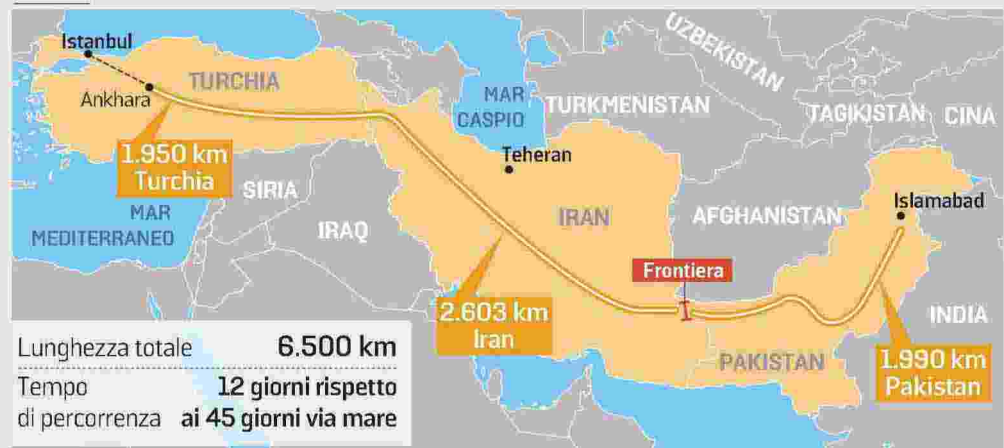 Istanbul
Ankhara
TURCHIA
1.950 km
Turchia
MAR
MEDITERRANEO
SIRIA
IRAQ
MAR
CASPIO
Teheran
IRAN
2.603 km
Iran
Frontiera
UZBEKISTAN
TURKMENISTAN
TAGIKISTAN
CINA
AFGHANISTAN
Islamabad
INDIA
PAKISTAN
1.990 km
Pakistan
Lunghezza totale 6.500 km
Tempo 12 giorni rispetto
di percorrenza ai 45 giorni via mare